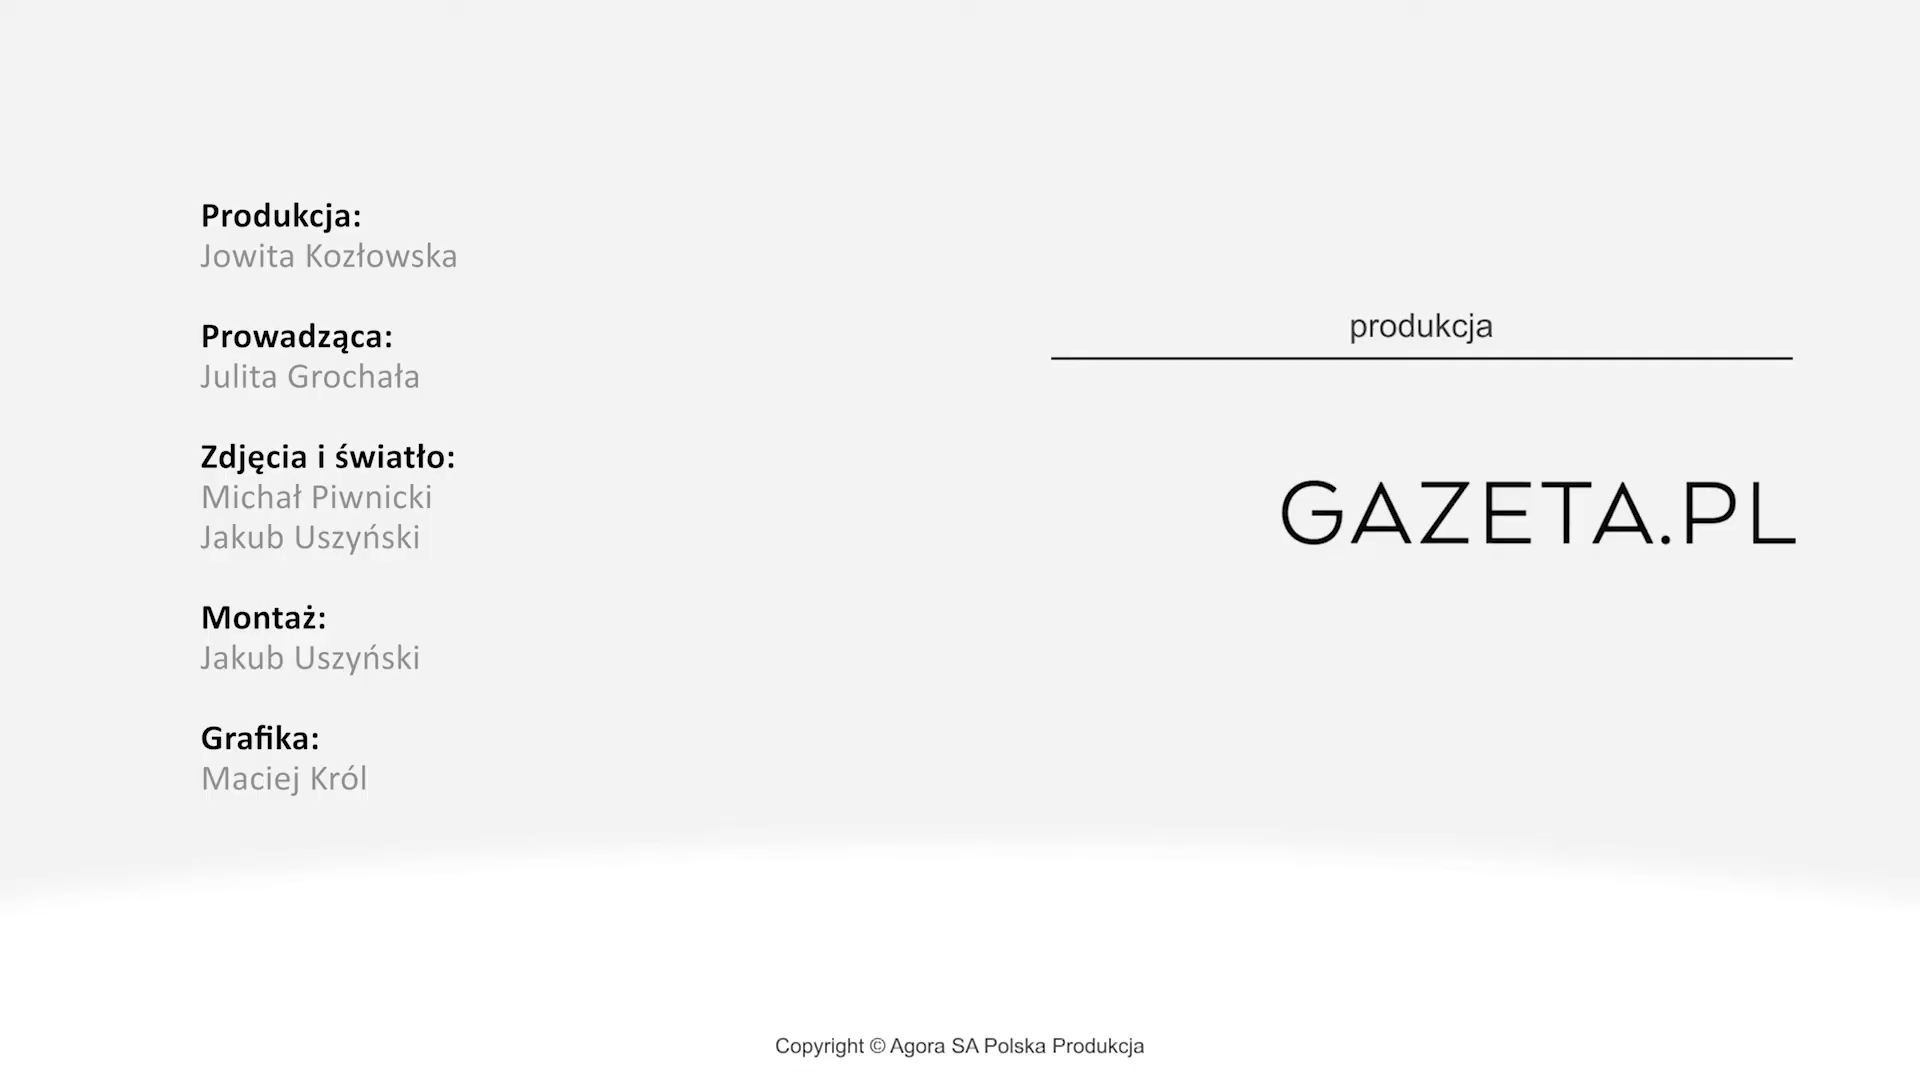 Produkcja:
Jowita Kozłowska
Prowadząca:
Julita Grochała
Zdjęcia i światło:
Michał Piwnicki
Jakub Uszyński
Montaż:
Jakub Uszyński
Grafika:
Maciej Król
produkcja
GAZETA.PL
Copyright © Agora SA Polska Produkcja